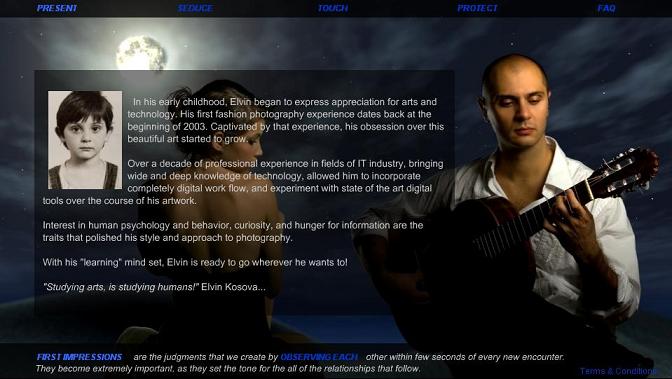 PRESENT SEDUCE TOUCH PROTECT FAQ
In his early childhood, Elvin began to express appreciation for arts and
technology. His first fashion photography experience dates back at the
beginning of 2003. Captivated by that experience, his obsession over this
beautiful art started to grow.
Over a decade of professional experience in fields of IT industry, bringing
wide and deep knowledge of technology, allowed him to incorporate
completely digital work flow, and experiment with state of the art digital
tools over the course of his artwork.
Interest in human psychology and behavior, curiosity, and hunger for information are the
traits that polished his style and approach to photography.
With his "learning" mind set, Elvin is ready to go wherever he wants to!
"Studying arts, is studying humans!" Elvin Kosova...
FIRST IMPRESSIONS are the judgments that we create by OBSERVING EACH other within few seconds of every new encounter.
They become extremely important, as they set the tone for the all of the relationships that follow.
Terms & Conditions